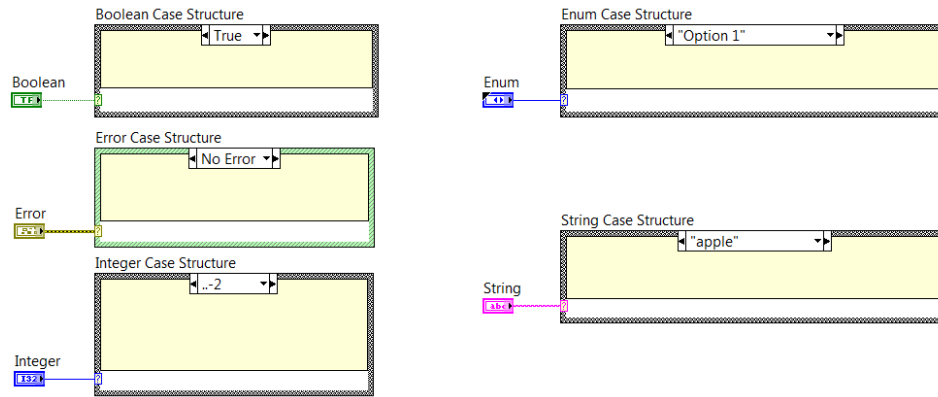 Boolean Case Structure
True
Boolean
TF
?
Error Case Structure
No Error
Error
?
Integer Case Structure
..-2
Integer
I32
?
Enum Case Structure
"Option 1"
Enum
?
String Case Structure
"apple"
String
abc
?